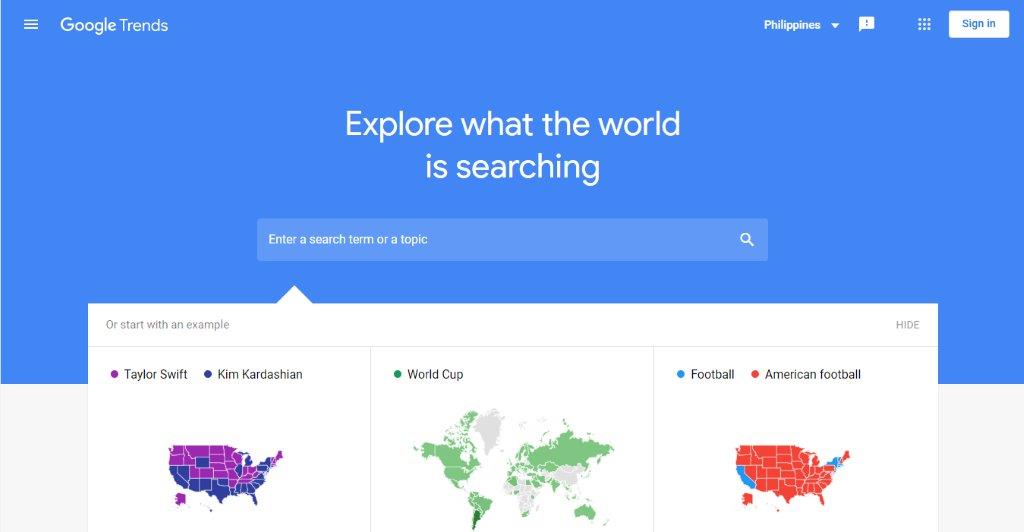 Google Trends
Philippines
Sign in
Explore what the world
is searching
Enter a search term or a topic
Or start with an example
HIDE
Taylor Swift Kim Kardashian
World Cup
Football American football